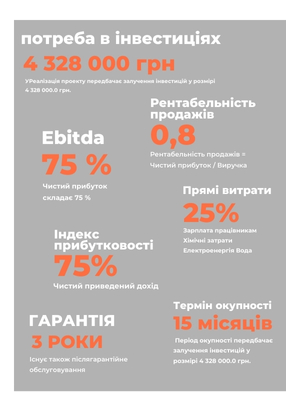 потреба в інвестиціях
4 328 000 грн
УРеалізація проекту передбачає залучення інвестицій у розмірі
4 328 000.0 грн.
Рентабельність
продажів
0,8
Рентабельність продажів =
Чистий прибуток / Виручка
Ebitda
75 %
Чистий прибуток
складає 75 %
Прямі витрати
25%
Зарплата працівникам
Хінічні затрати
Електроенергія Вода
Індекс
прибутковості
75%
Чистий приведений дохід
ГАРАНТІЯ
3 РОКИ
Існує також післягарантійне
обслуговування
Термін окупності
15 місяців
Період окупності передбачає
залучення інвестицій у
розмірі 4 328 000.0 грн.